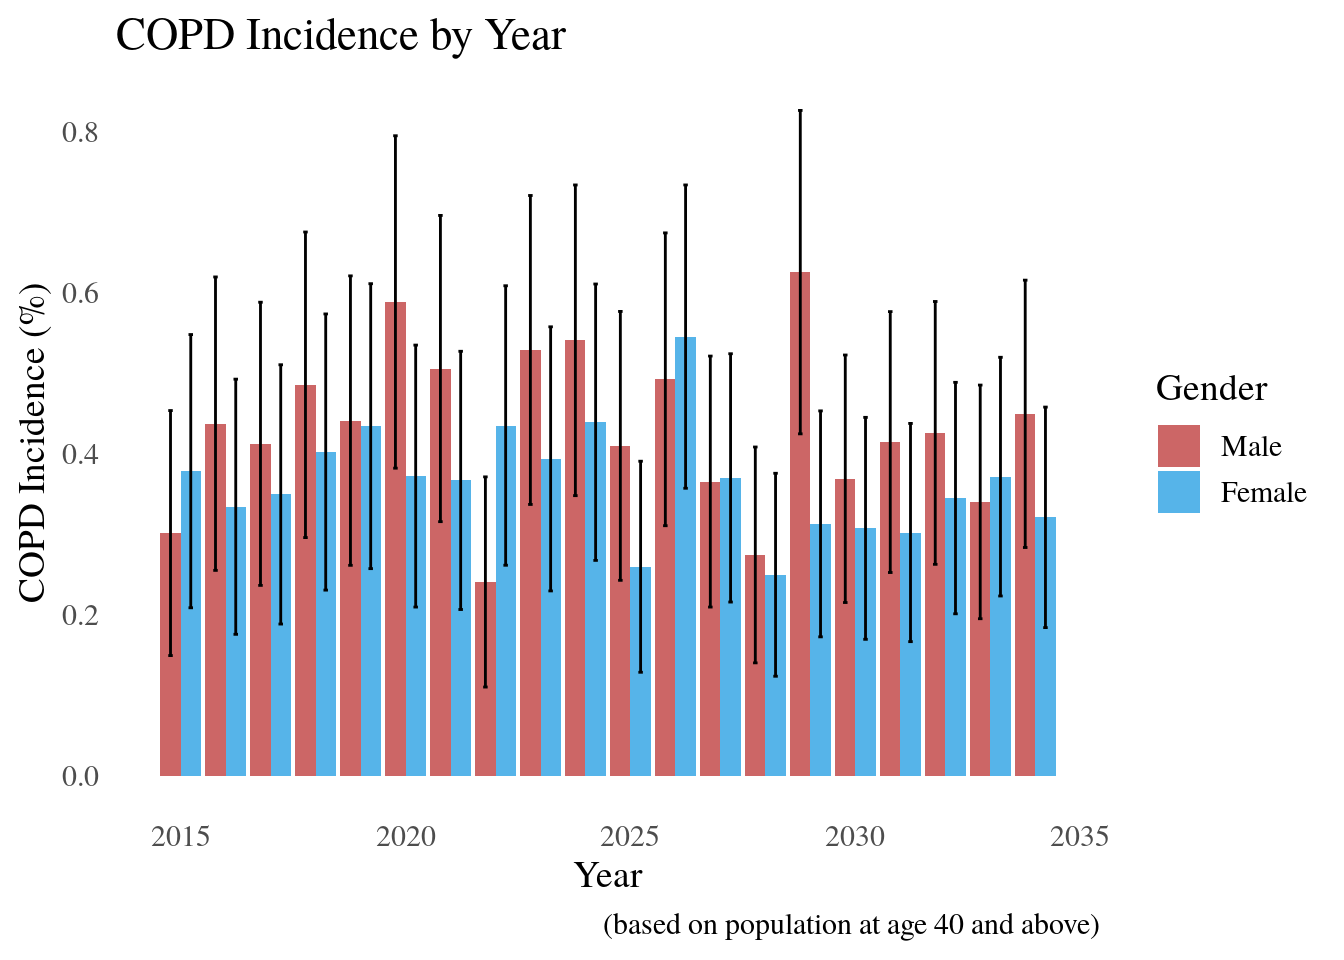 COPD Incidence by Year
COPD Incidence (%)
0.8
0.6
0.4
0.2
0.0
2015 2020 2025 2030 2035
Year
(based on population at age 40 and above)
Gender
Male
Female